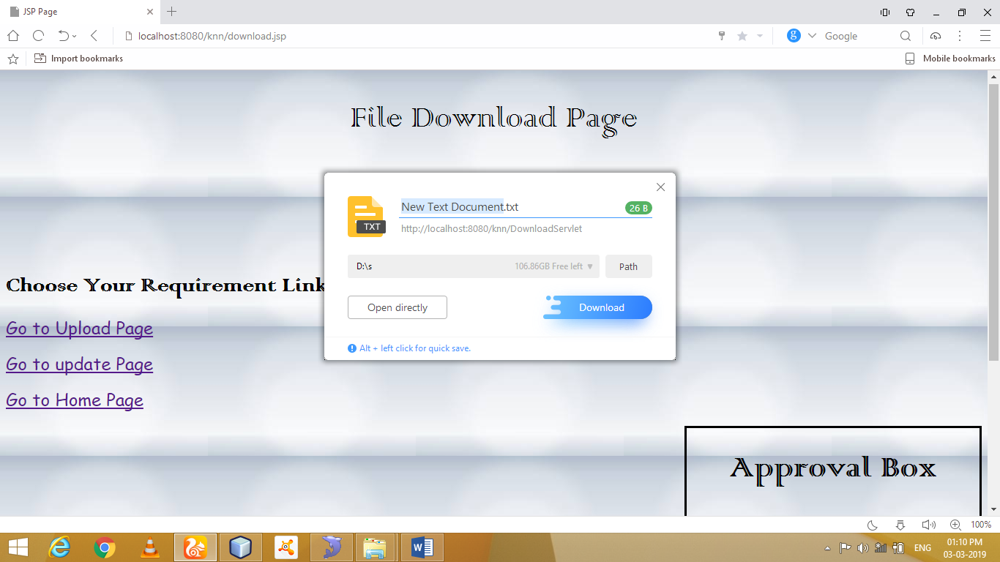 JSP Page
localhost:8080/knn/download.jsp
g
Google
Import bookmarks
Mobile bookmarks
File Download Page
New Text Document.txt
26 B
TXT
http://localhost:8080/knn/DownloadServlet
D:\s
106.86GB Free left
Path
Open directly
Download
Alt + left click for quick save.
Choose Your Requirement Link
Go to Upload Page
Go to update Page
Go to Home Page
Approval Box
100%
ENG
01:10 PM
03-03-2019